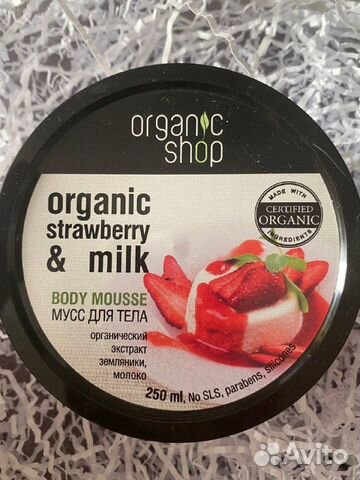 organic
shop
organic
strawberry
& milk
BODY MOUSSE
МУСС ДЛЯ ТЕЛА
органический
экстракт
земляники,
молоко
250 ml, No SLS, parabens, silicones
MADE WITH
CERTIFIED
ORGANIC
INGREDIENTS
Avito